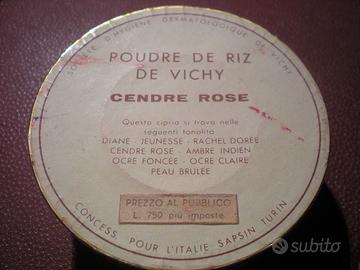 SOCIÉTÉ D'HYGIÈNE DERMATOLOGIQUE DE VICHY
POUDRE DE RIZ
DE VICHY
CENDRE ROSE
Questa cipria si trova nelle
seguenti tonalità
DIANE - JEUNESSE - RACHEL DORÉE
CENDRE ROSE - AMBRE INDIEN
OCRE FONCÉE - OCRE CLAIRE
PEAU BRULÉE
PREZZO AL PUBBLICO
L. 750 più imposte
CONCESS. POUR L'ITALIE SAPSIN TURIN
subito